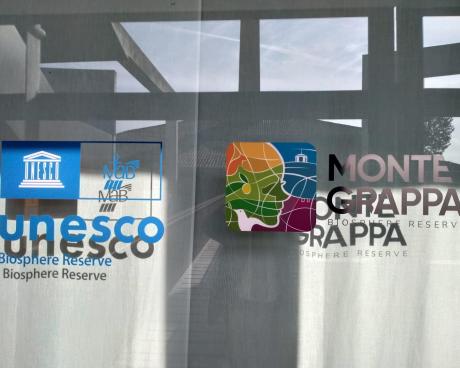 MaB
unesco
Biosphere Reserve
MONTE
GRAPPA
BIOSPHERE RESERVE